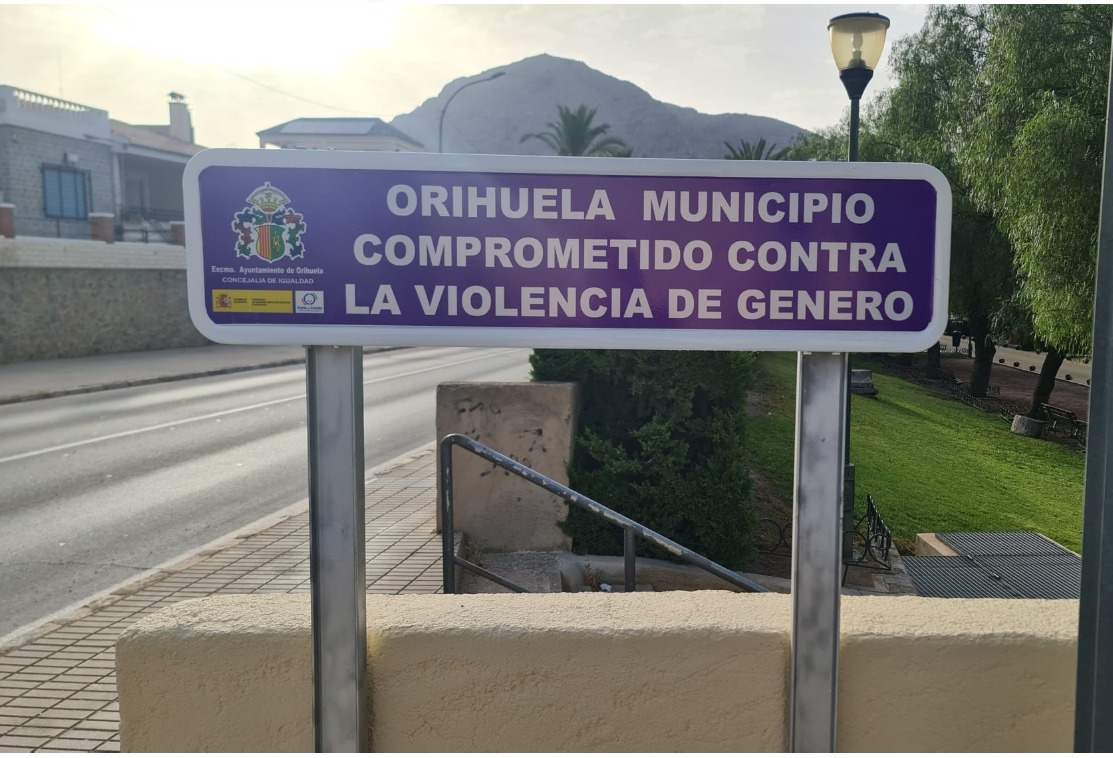 ORIHUELA MUNICIPIO
COMPROMETIDO CONTRA
LA VIOLENCIA DE GENERO
Excmo. Ayuntamiento de Orihuela
CONCEJALIA DE IGUALDAD